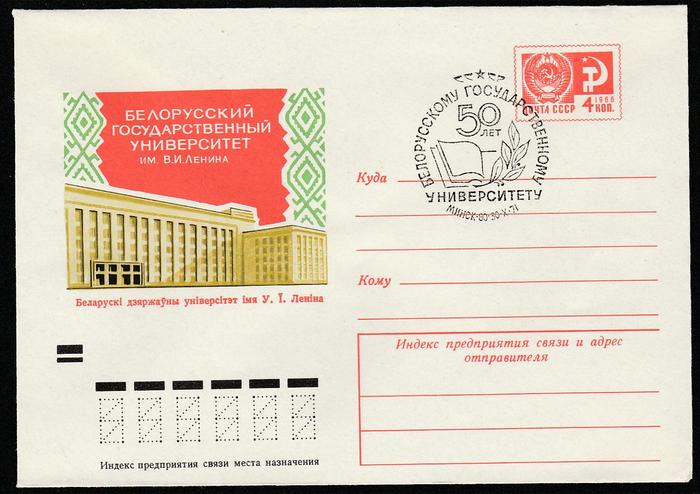 БЕЛОРУССКИЙ
ГОСУДАРСТВЕННЫЙ
УНИВЕРСИТЕТ
ИМ. В.И.ЛЕНИНА
Беларускі дзяржаўны універсітэт імя У. І. Леніна
БЕЛОРУССКОМУ ГОСУДАРСТВЕННОМУ
50
ЛЕТ
УНИВЕРСИТЕТУ
МИНСК-80·30-X-71
1966
ПОЧТА СССР 4 КОП.
Куда
Кому
Индекс предприятия связи и адрес
отправителя
Индекс предприятия связи места назначения